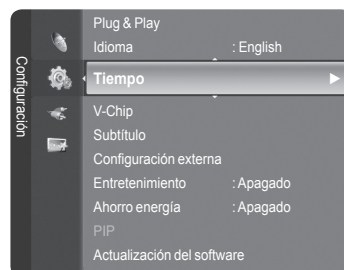 Configuración
Plug & Play
Idioma : English
Tiempo
V-Chip
Subtítulo
Configuración externa
Entretenimiento : Apagado
Ahorro energía : Apagado
PIP
Actualización del software